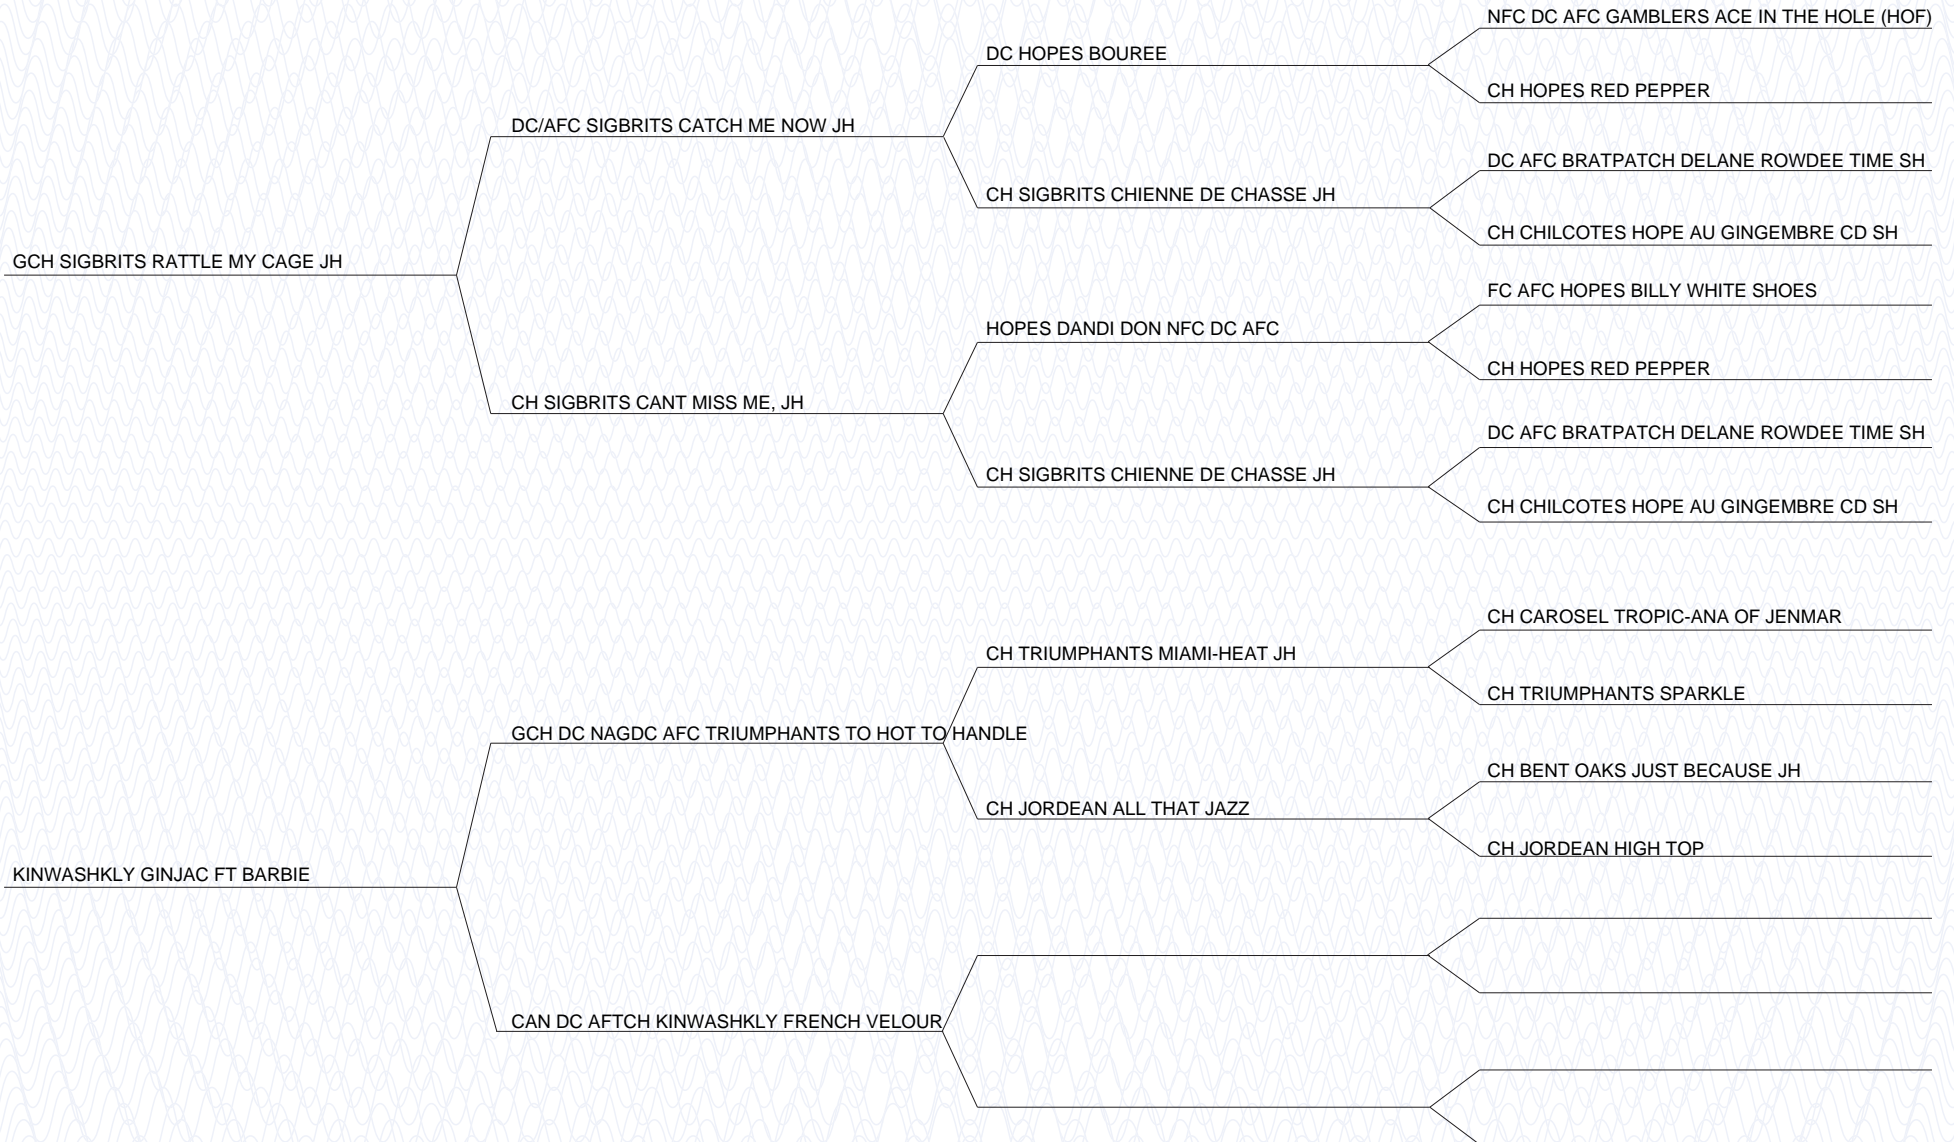 NFC DC AFC GAMBLERS ACE IN THE HOLE (HOF)
DC HOPES BOUREE
CH HOPES RED PEPPER
DC/AFC SIGBRITS CATCH ME NOW JH
DC AFC BRATPATCH DELANE ROWDEE TIME SH
CH SIGBRITS CHIENNE DE CHASSE JH
CH CHILCOTES HOPE AU GINGEMBRE CD SH
GCH SIGBRITS RATTLE MY CAGE JH
FC AFC HOPES BILLY WHITE SHOES
HOPES DANDI DON NFC DC AFC
CH HOPES RED PEPPER
CH SIGBRITS CANT MISS ME, JH
DC AFC BRATPATCH DELANE ROWDEE TIME SH
CH SIGBRITS CHIENNE DE CHASSE JH
CH CHILCOTES HOPE AU GINGEMBRE CD SH
CH CAROSEL TROPIC-ANA OF JENMAR
CH TRIUMPHANTS MIAMI-HEAT JH
CH TRIUMPHANTS SPARKLE
GCH DC NAGDC AFC TRIUMPHANTS TO HOT TO HANDLE
CH BENT OAKS JUST BECAUSE JH
CH JORDEAN ALL THAT JAZZ
CH JORDEAN HIGH TOP
KINWASHKLY GINJAC FT BARBIE
CAN DC AFTCH KINWASHKLY FRENCH VELOUR